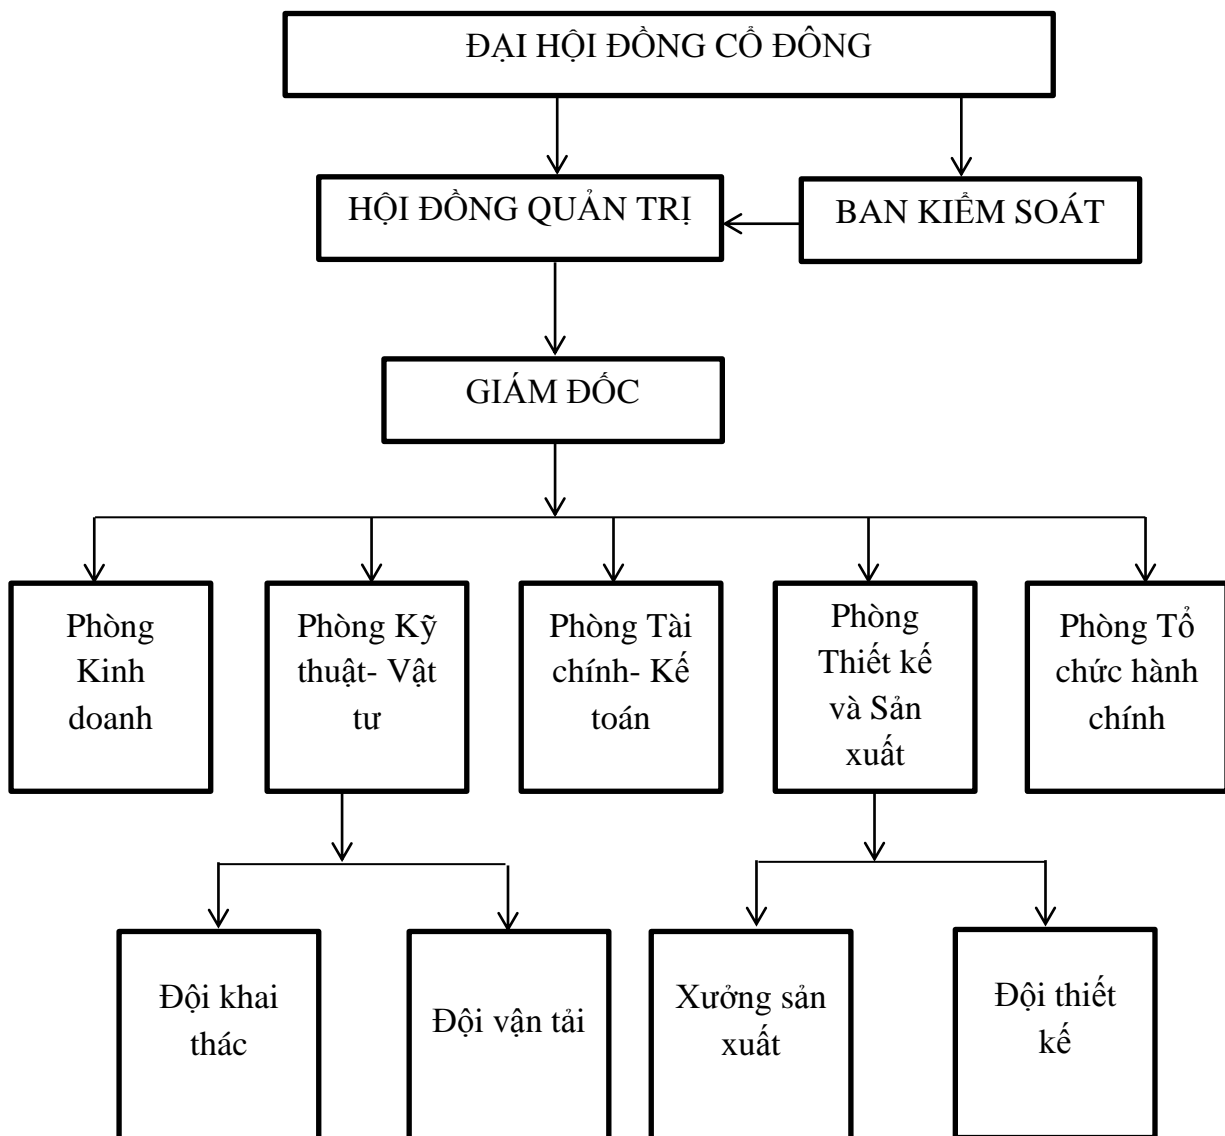 ĐẠI HỘI ĐỒNG CỔ ĐÔNG
HỘI ĐỒNG QUẢN TRỊ
BAN KIỂM SOÁT
GIÁM ĐỐC
Phòng
Kinh
doanh
Phòng Kỹ
thuật- Vật
tư
Phòng Tài
chính- Kế
toán
Phòng
Thiết kế
và Sản
xuất
Phòng Tổ
chức hành
chính
Đội khai
thác
Đội vận tải
Xưởng sản
xuất
Đội thiết
kế